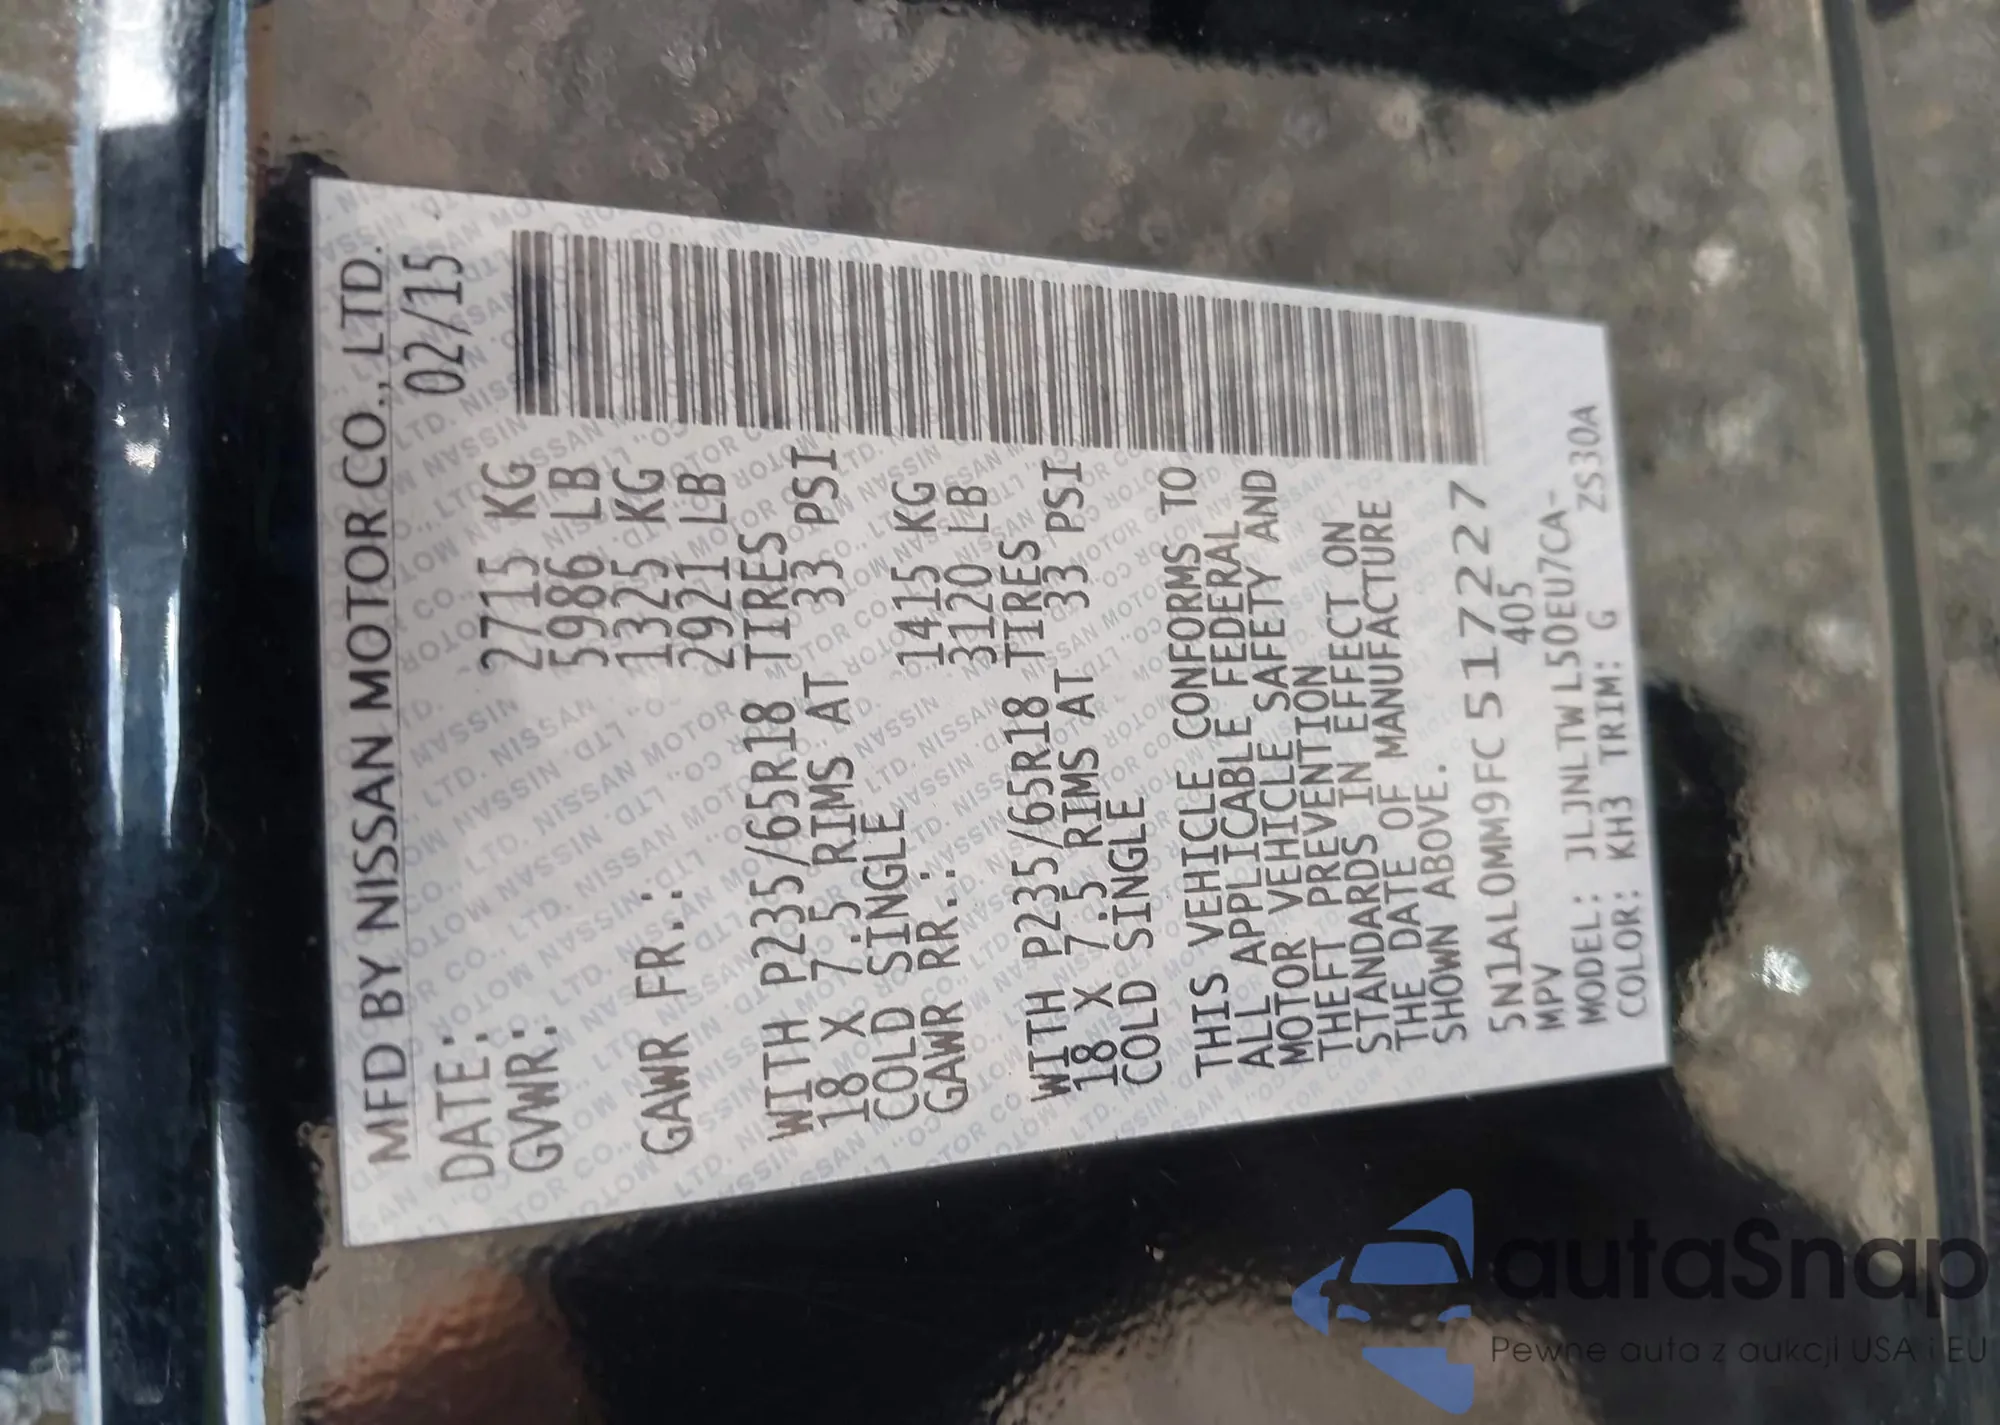 MFD BY NISSAN MOTOR CO., LTD.
DATE: 02/15
GVWR: 2715 KG
5986 LB
GAWR FR.: 1325 KG
2921 LB
WITH P235/65R18 TIRES
18 X 7.5 RIMS AT 33 PSI
COLD SINGLE
GAWR RR.: 1415 KG
3120 LB
WITH P235/65R18 TIRES
18 X 7.5 RIMS AT 33 PSI
COLD SINGLE
THIS VEHICLE CONFORMS TO
ALL APPLICABLE FEDERAL
MOTOR VEHICLE SAFETY AND
THEFT PREVENTION
STANDARDS IN EFFECT ON
THE DATE OF MANUFACTURE
SHOWN ABOVE.
5N1AL0MM9FC517227
MPV 405
MODEL: JLJNLTWL50EU7CA-
COLOR: KH3 TRIM: G ZS30A
autaSnap
Pewne auta z aukcji USA i EU